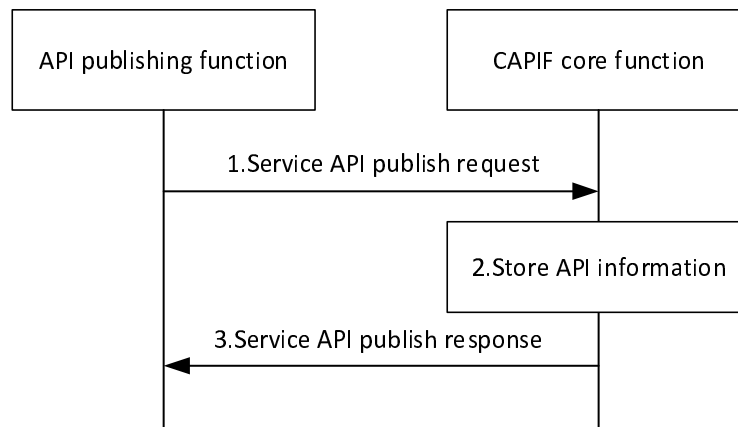 API publishing function
CAPIF core function
1.Service API publish request
2.Store API information
3.Service API publish response